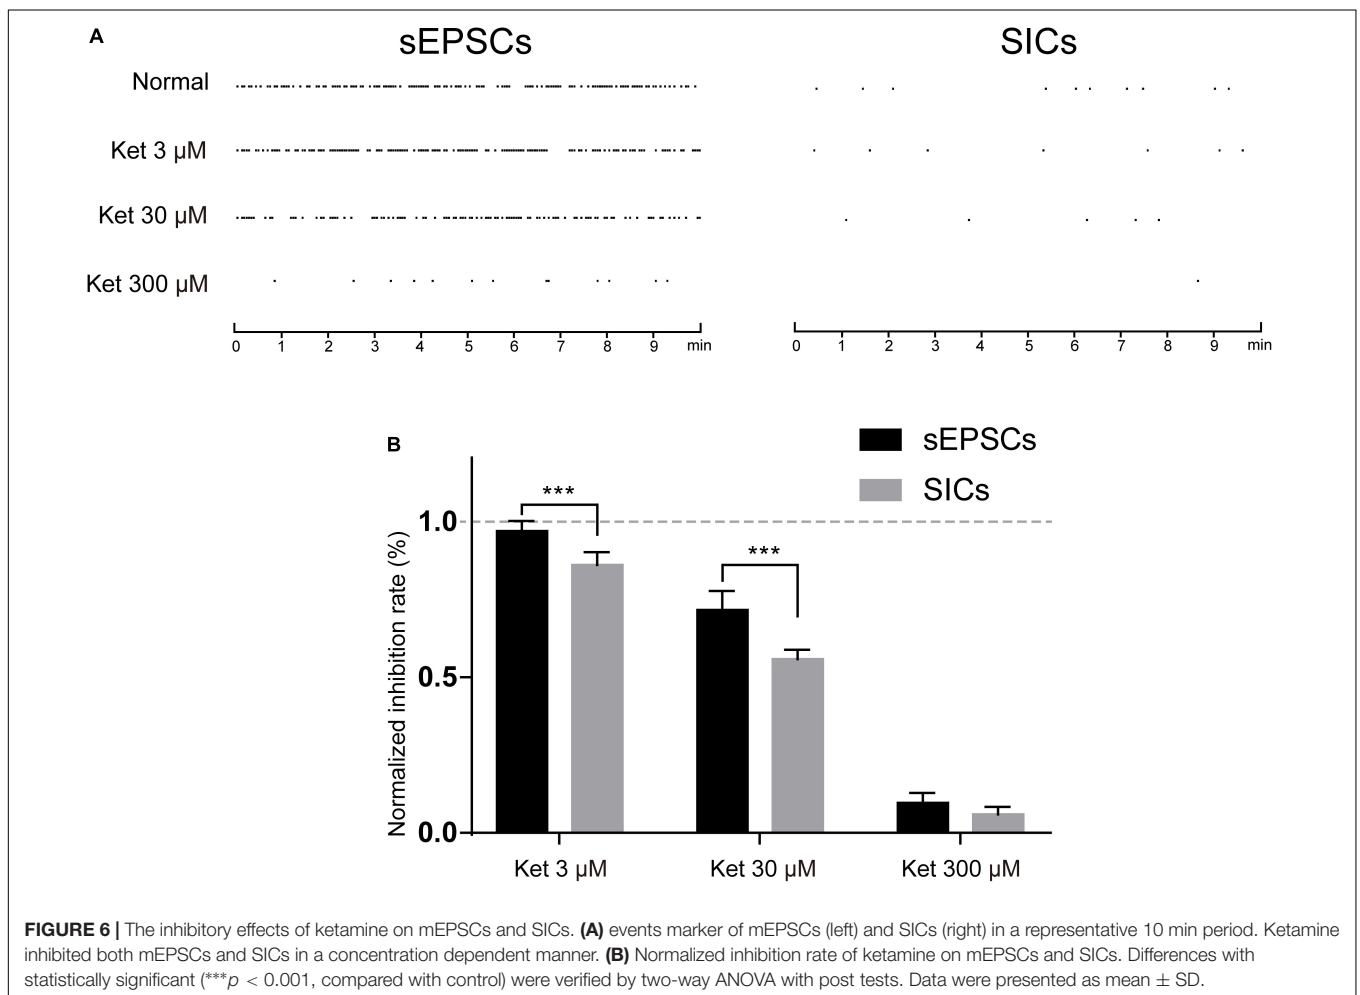 A
sEPSCs
SICs
Normal
Ket 3 µM
Ket 30 µM
Ket 300 µM
0 1 2 3 4 5 6 7 8 9 min
0 1 2 3 4 5 6 7 8 9 min
B
sEPSCs
SICs
***
***
1.0
0.5
0.0
Normalized inhibition rate (%)
Ket 3 µM
Ket 30 µM
Ket 300 µM
FIGURE 6 | The inhibitory effects of ketamine on mEPSCs and SICs. (A) events marker of mEPSCs (left) and SICs (right) in a representative 10 min period. Ketamine
inhibited both mEPSCs and SICs in a concentration dependent manner. (B) Normalized inhibition rate of ketamine on mEPSCs and SICs. Differences with
statistically significant (***p < 0.001, compared with control) were verified by two-way ANOVA with post tests. Data were presented as mean ± SD.